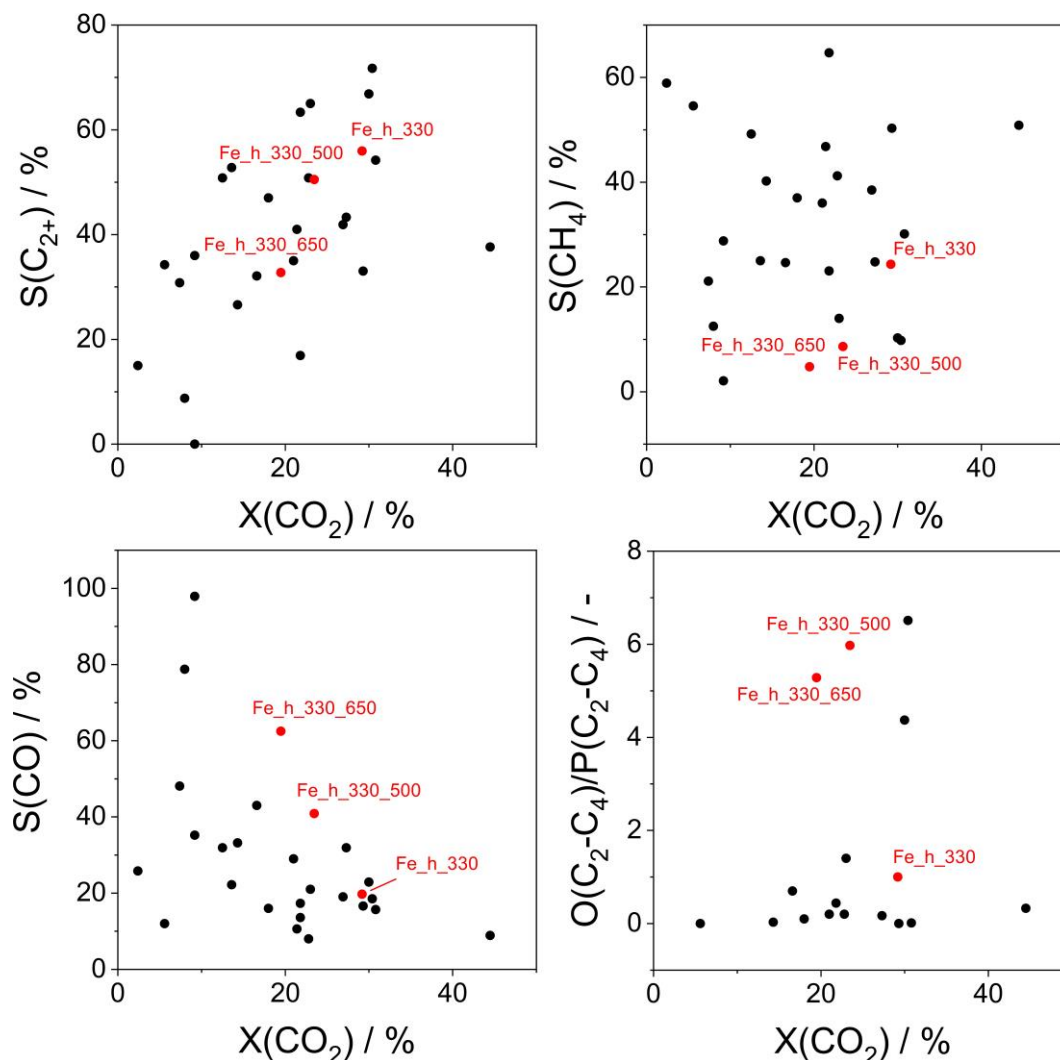 80
60
40
20
0
0 20 40
S(C₂₊) / %
X(CO₂) / %
Fe_h_330
Fe_h_330_500
Fe_h_330_650
60
40
20
0
0 20 40
S(CH₄) / %
X(CO₂) / %
Fe_h_330
Fe_h_330_650
Fe_h_330_500
100
80
60
40
20
0
0 20 40
S(CO) / %
X(CO₂) / %
Fe_h_330_650
Fe_h_330_500
Fe_h_330
8
6
4
2
0
0 20 40
O(C₂-C₄)/P(C₂-C₄) / -
X(CO₂) / %
Fe_h_330_500
Fe_h_330_650
Fe_h_330